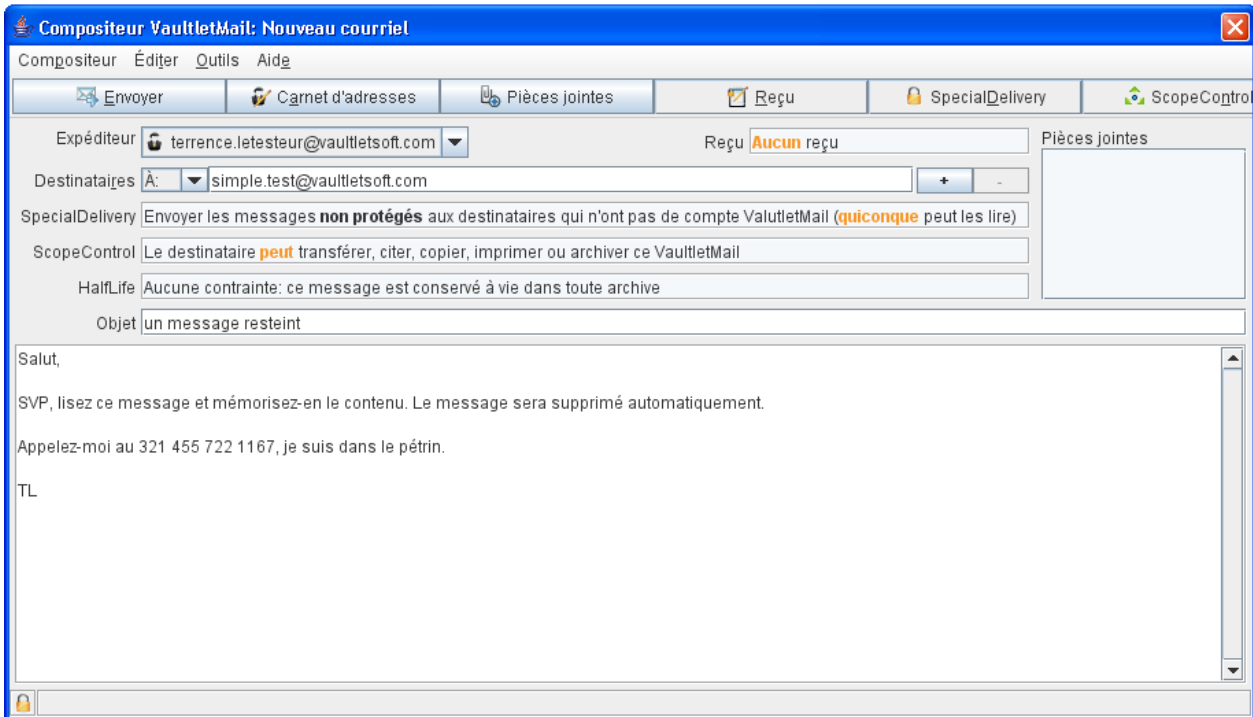 Compositeur VaultletMail: Nouveau courriel
Compositeur Éditer Outils Aide
Envoyer Carnet d'adresses Pièces jointes Reçu SpecialDelivery ScopeControl
Expéditeur terrence.letesteur@vaultletsoft.com Reçu Aucun reçu Pièces jointes
Destinataires À: simple.test@vaultletsoft.com + -
SpecialDelivery Envoyer les messages non protégés aux destinataires qui n'ont pas de compte ValutletMail (quiconque peut les lire)
ScopeControl Le destinataire peut transférer, citer, copier, imprimer ou archiver ce VaultletMail
HalfLife Aucune contrainte: ce message est conservé à vie dans toute archive
Objet un message resteint
Salut,
SVP, lisez ce message et mémorisez-en le contenu. Le message sera supprimé automatiquement.
Appelez-moi au 321 455 722 1167, je suis dans le pétrin.
TL